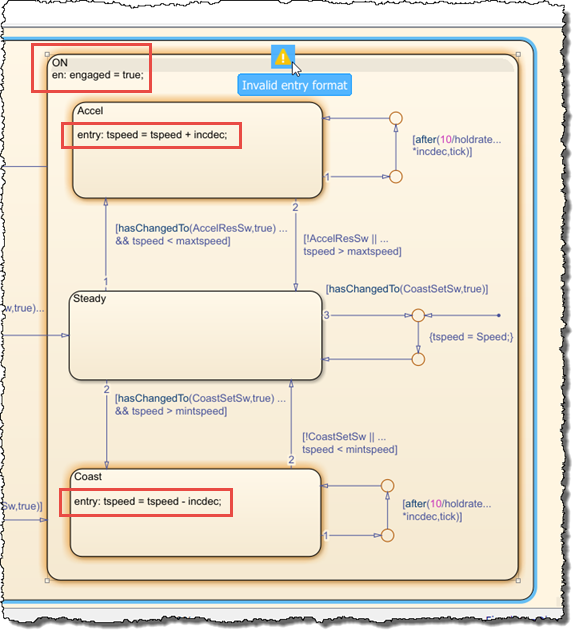 ON
en: engaged = true;
Invalid entry format
Accel
entry: tspeed = tspeed + incdec;
[after(10/holdrate...
*incdec,tick)]
1
2
[hasChangedTo(AccelResSw,true) ...
&& tspeed < maxtspeed]
[!AccelResSw || ...
tspeed > maxtspeed]
1
[hasChangedTo(CoastSetSw,true)]
Steady
w,true)...
3
{tspeed = Speed;}
2
[hasChangedTo(CoastSetSw,true) ...
&& tspeed > mintspeed]
[!CoastSetSw || ...
tspeed < mintspeed]
2
Coast
entry: tspeed = tspeed - incdec;
Sw,true)]
[after(10/holdrate...
*incdec,tick)]
1